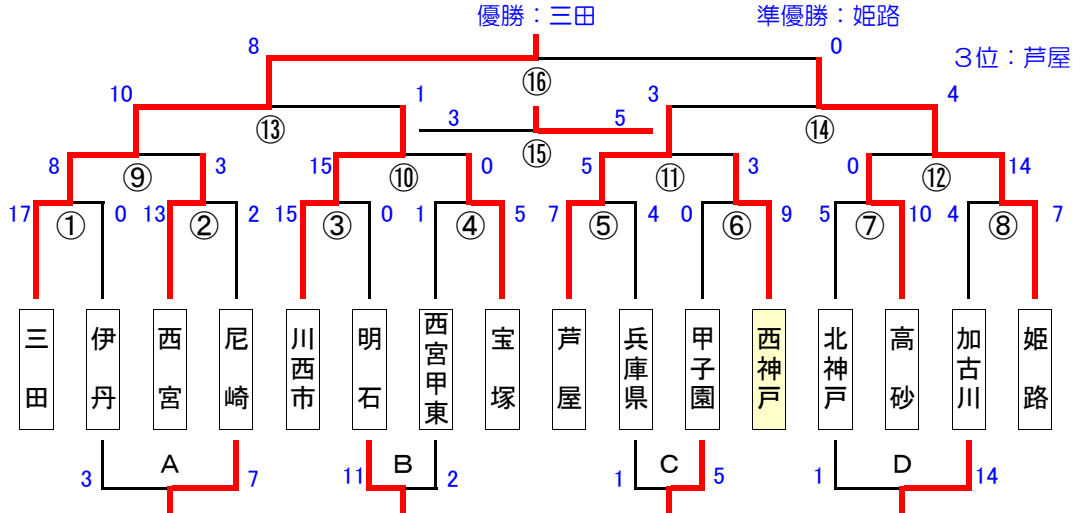 優勝：三田 準優勝：姫路
8 0
３位：芦屋
⑯
10 1 3 4
3 5
⑬ ⑭
⑮
8 3 15 0 5 3 0 14
⑨ ⑩ ⑪ ⑫
17 0 13 2 15 0 1 5 7 4 0 9 5 10 4 7
① ② ③ ④ ⑤ ⑥ ⑦ ⑧
三田 伊丹 西宮 尼崎 川西市 明石 西宮甲東 宝塚 芦屋 兵庫県 甲子園 西神戸 北神戸 高砂 加古川 姫路
A B C D
3 7 11 2 1 5 1 14